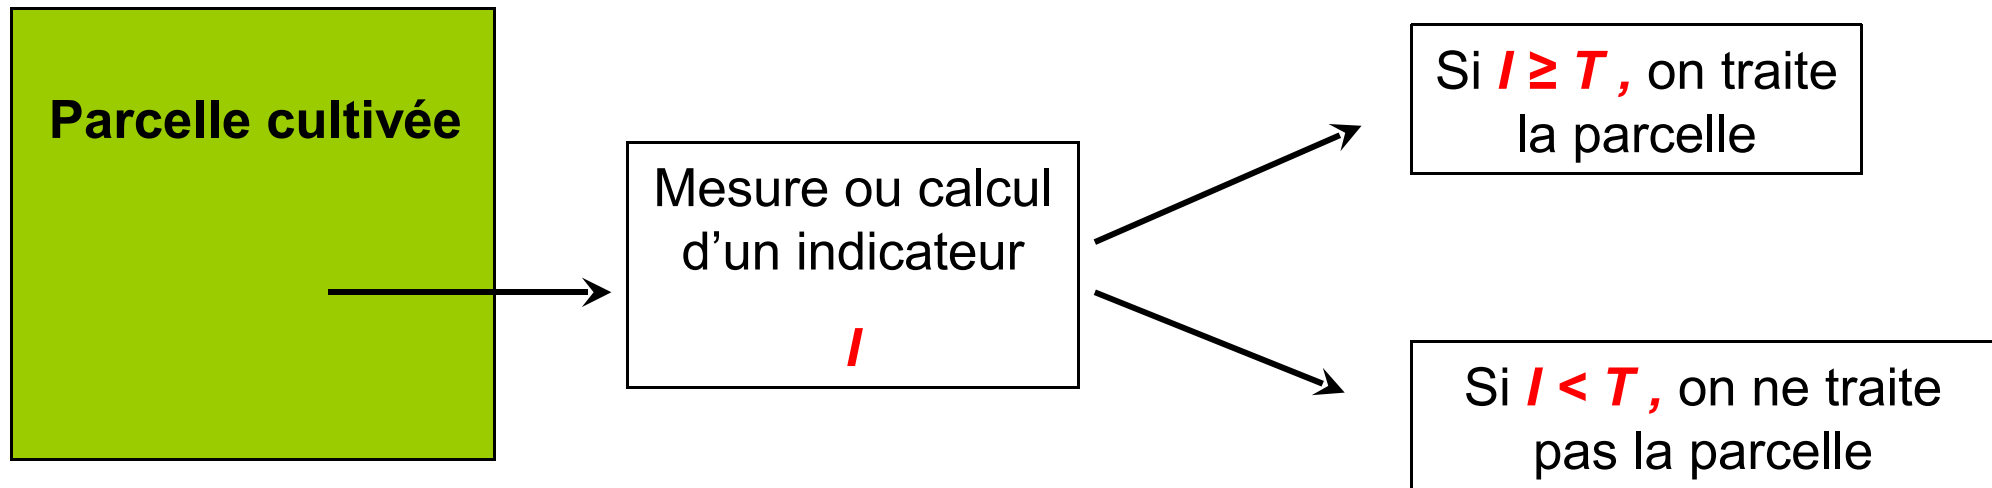 Parcelle cultivée
Mesure ou calcul
d’un indicateur
I
Si I ≥ T , on traite
la parcelle
Si I < T , on ne traite
pas la parcelle